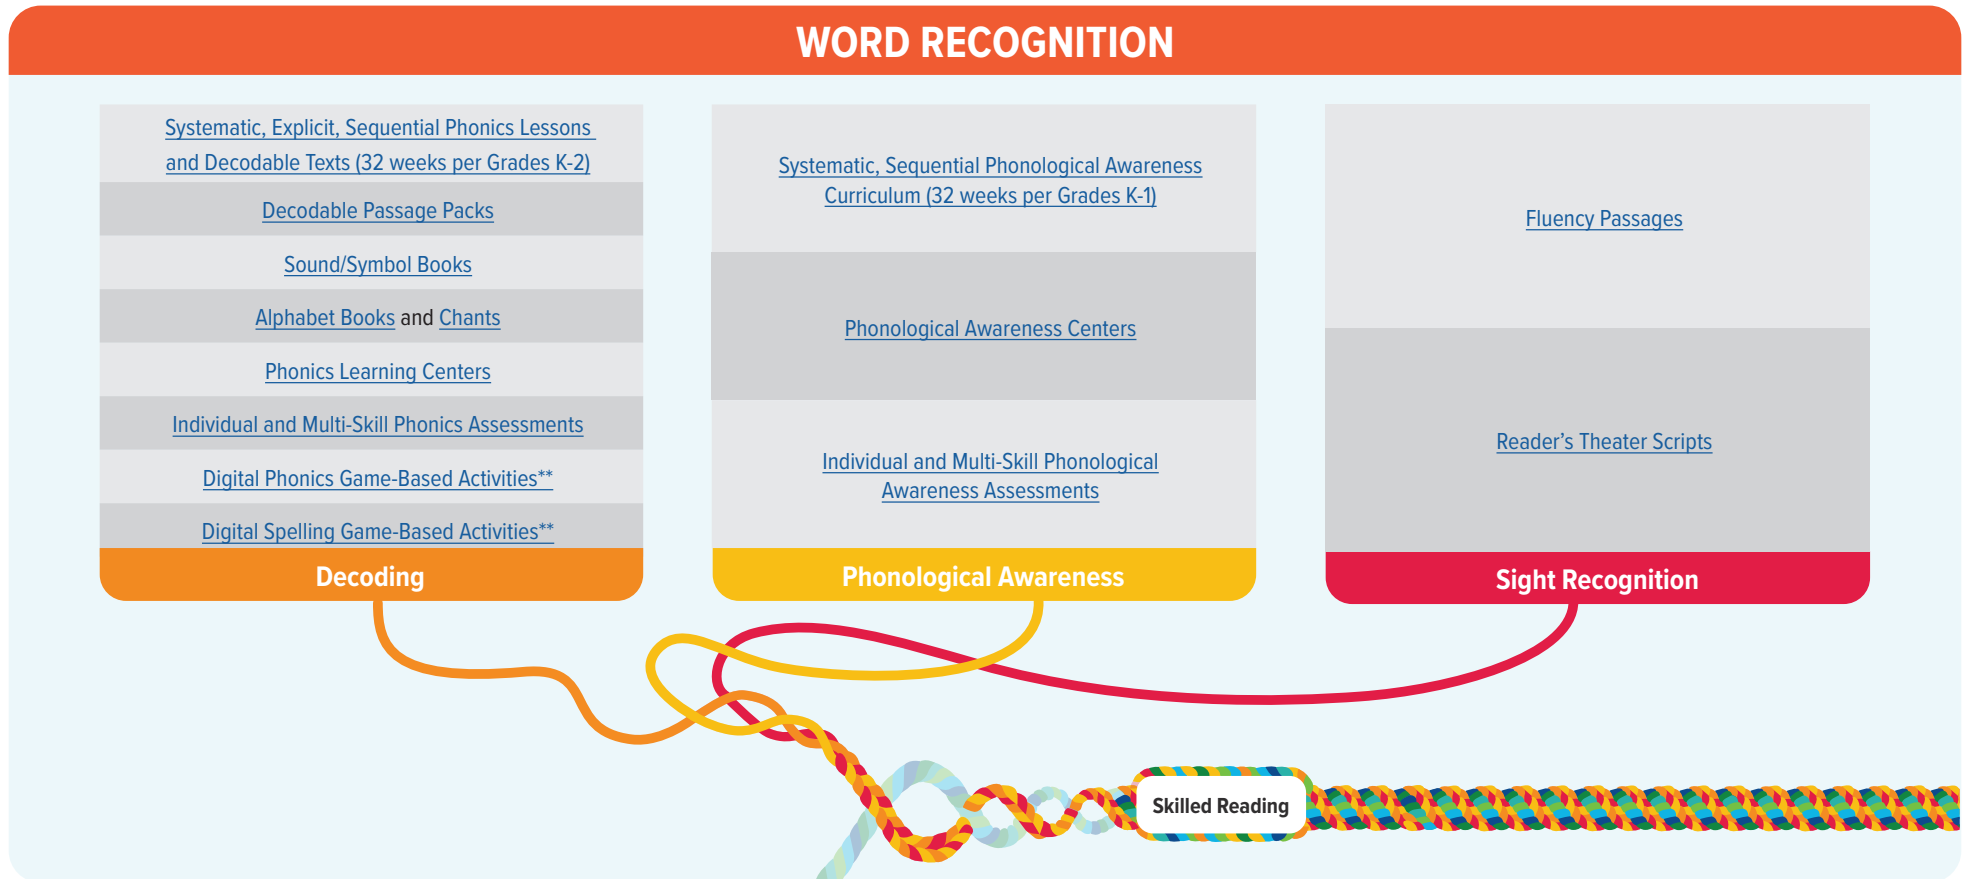 WORD RECOGNITION
Systematic, Explicit, Sequential Phonics Lessons
and Decodable Texts (32 weeks per Grades K-2)
Decodable Passage Packs
Sound/Symbol Books
Alphabet Books and Chants
Phonics Learning Centers
Individual and Multi-Skill Phonics Assessments
Digital Phonics Game-Based Activities**
Digital Spelling Game-Based Activities**
Decoding
Systematic, Sequential Phonological Awareness
Curriculum (32 weeks per Grades K-1)
Phonological Awareness Centers
Individual and Multi-Skill Phonological
Awareness Assessments
Phonological Awareness
Fluency Passages
Reader’s Theater Scripts
Sight Recognition
Skilled Reading